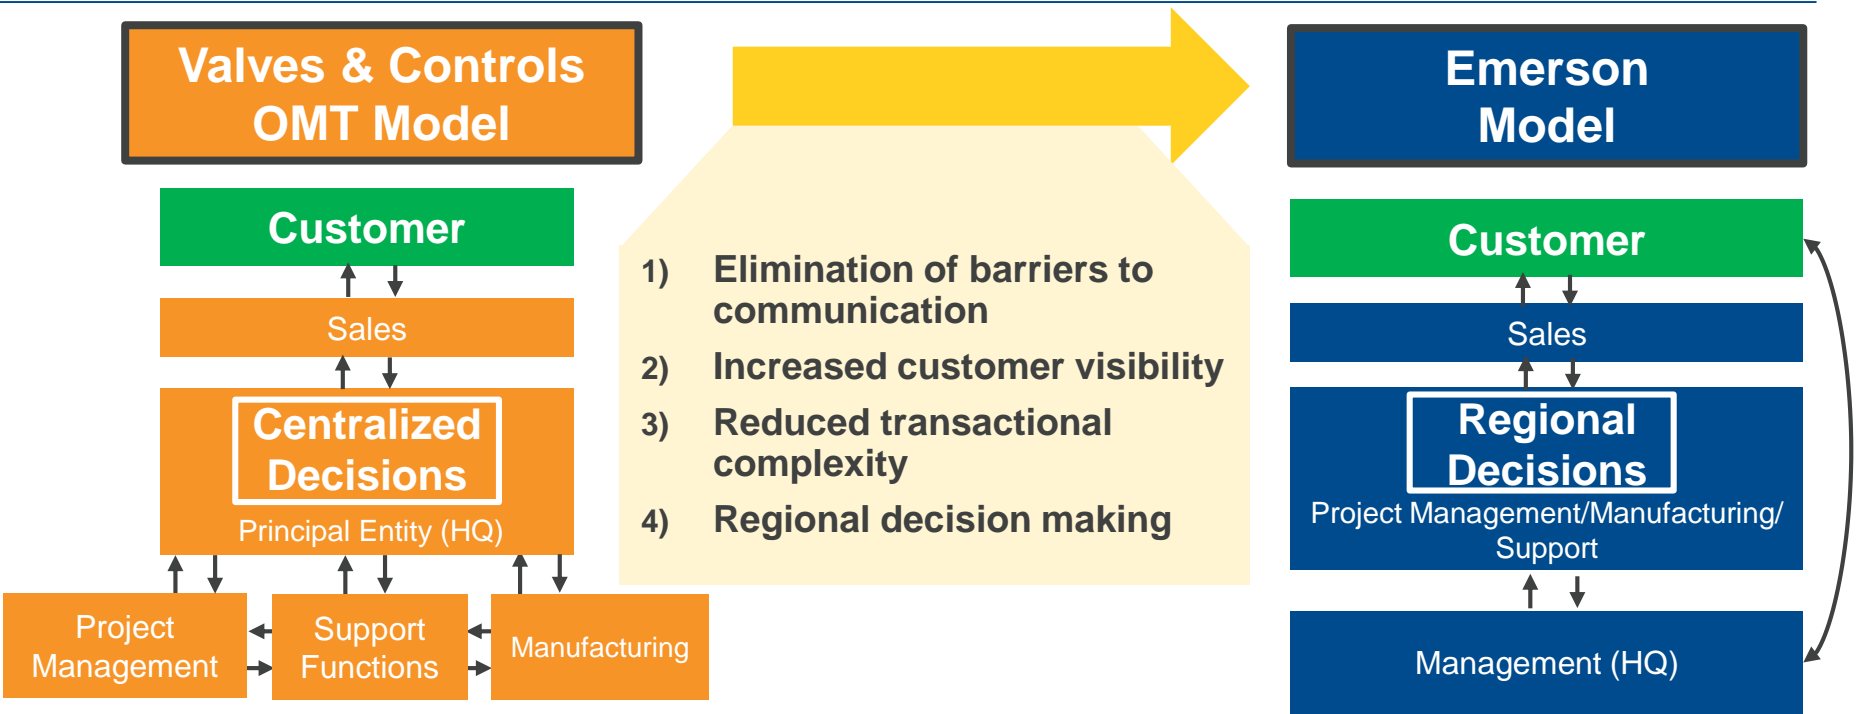 Valves & Controls
OMT Model
Customer
Sales
Centralized
Decisions
Principal Entity (HQ)
Project
Management
Support
Functions
Manufacturing
1) Elimination of barriers to
communication
2) Increased customer visibility
3) Reduced transactional
complexity
4) Regional decision making
Emerson
Model
Customer
Sales
Regional
Decisions
Project Management/Manufacturing/
Support
Management (HQ)